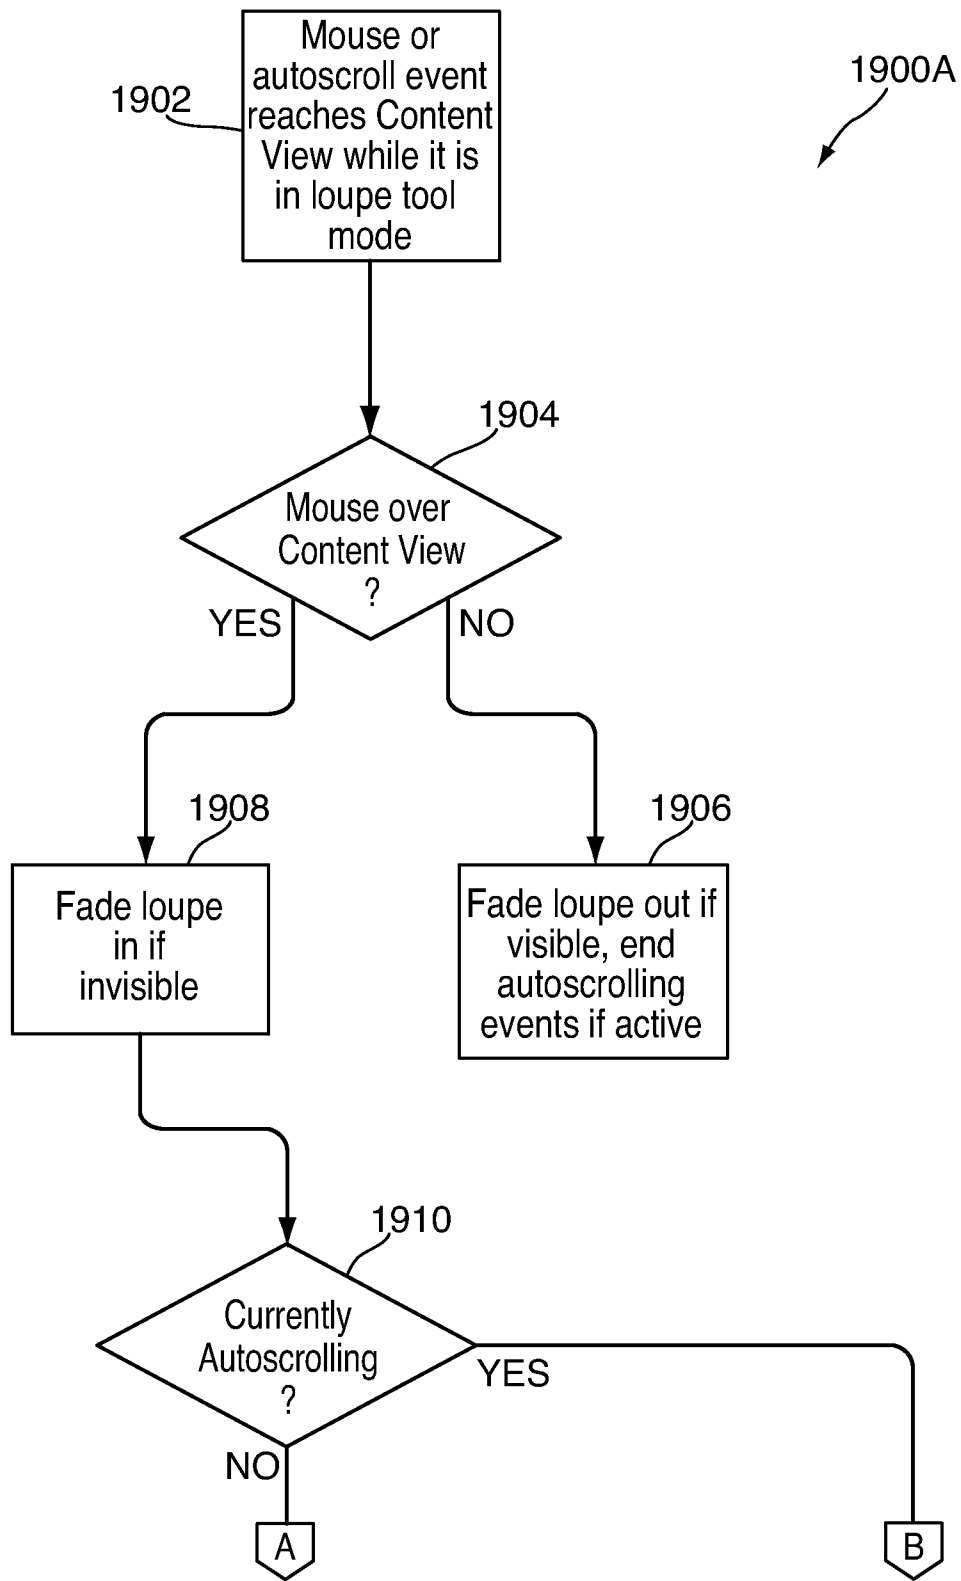 Mouse or
autoscroll event
reaches Content
View while it is
in loupe tool
mode
1902
1900A
1904
Mouse over
Content View
?
YES
NO
1908
1906
Fade loupe
in if
invisible
Fade loupe out if
visible, end
autoscrolling
events if active
1910
Currently
Autoscrolling
?
YES
NO
A
B